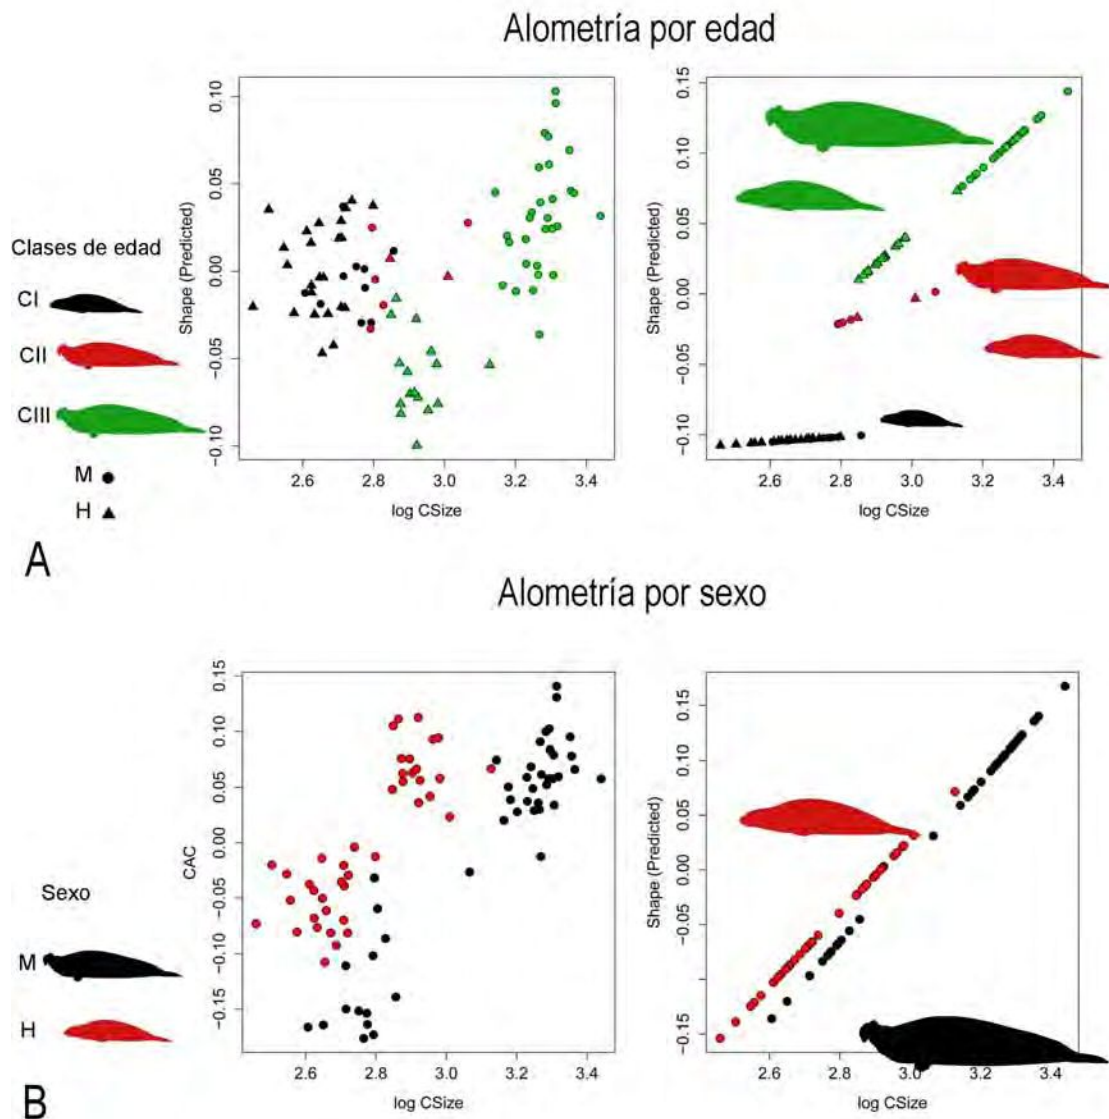 Alometría por edad
Clases de edad
CI
CII
CIII
M
H
Shape (Predicted)
0.10
0.05
0.00
−0.05
−0.10
2.6 2.8 3.0 3.2 3.4
log CSize
Shape (Predicted)
0.15
0.10
0.05
0.00
−0.05
−0.10
2.6 2.8 3.0 3.2 3.4
log CSize
A
Alometría por sexo
Sexo
M
H
CAC
0.15
0.10
0.05
0.00
−0.05
−0.10
−0.15
2.6 2.8 3.0 3.2 3.4
log CSize
Shape (Predicted)
0.15
0.10
0.05
0.00
−0.05
−0.10
−0.15
2.6 2.8 3.0 3.2 3.4
log CSize
B